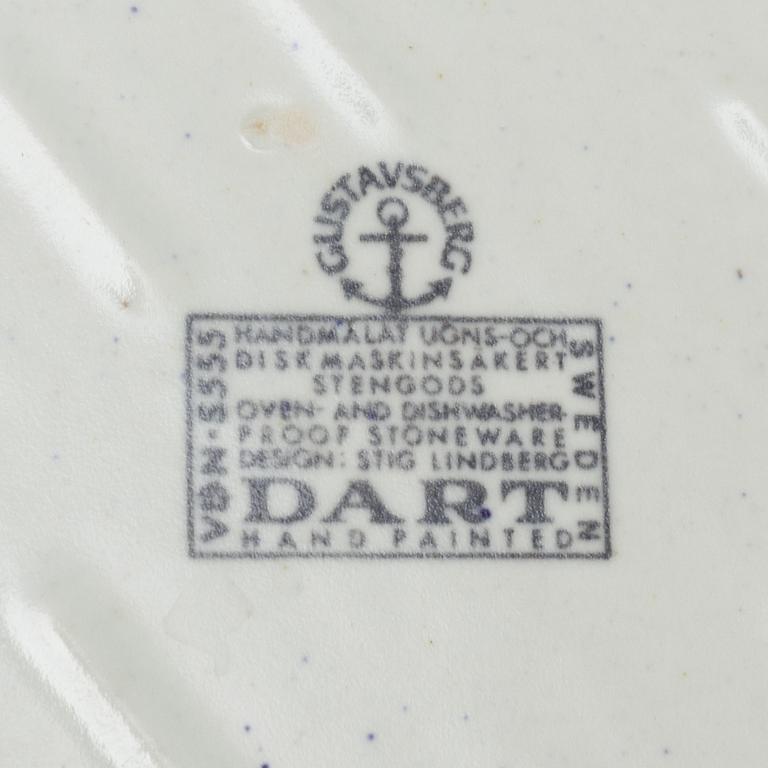 GUSTAVSBERG
HANDMÅLAT UGNS-OCH
DISKMASKINSÄKERT
STENGODS
OVEN- AND DISHWASHER-
PROOF STONEWARE
DESIGN: STIG LINDBERG
DART
HAND PAINTED
SWEDEN